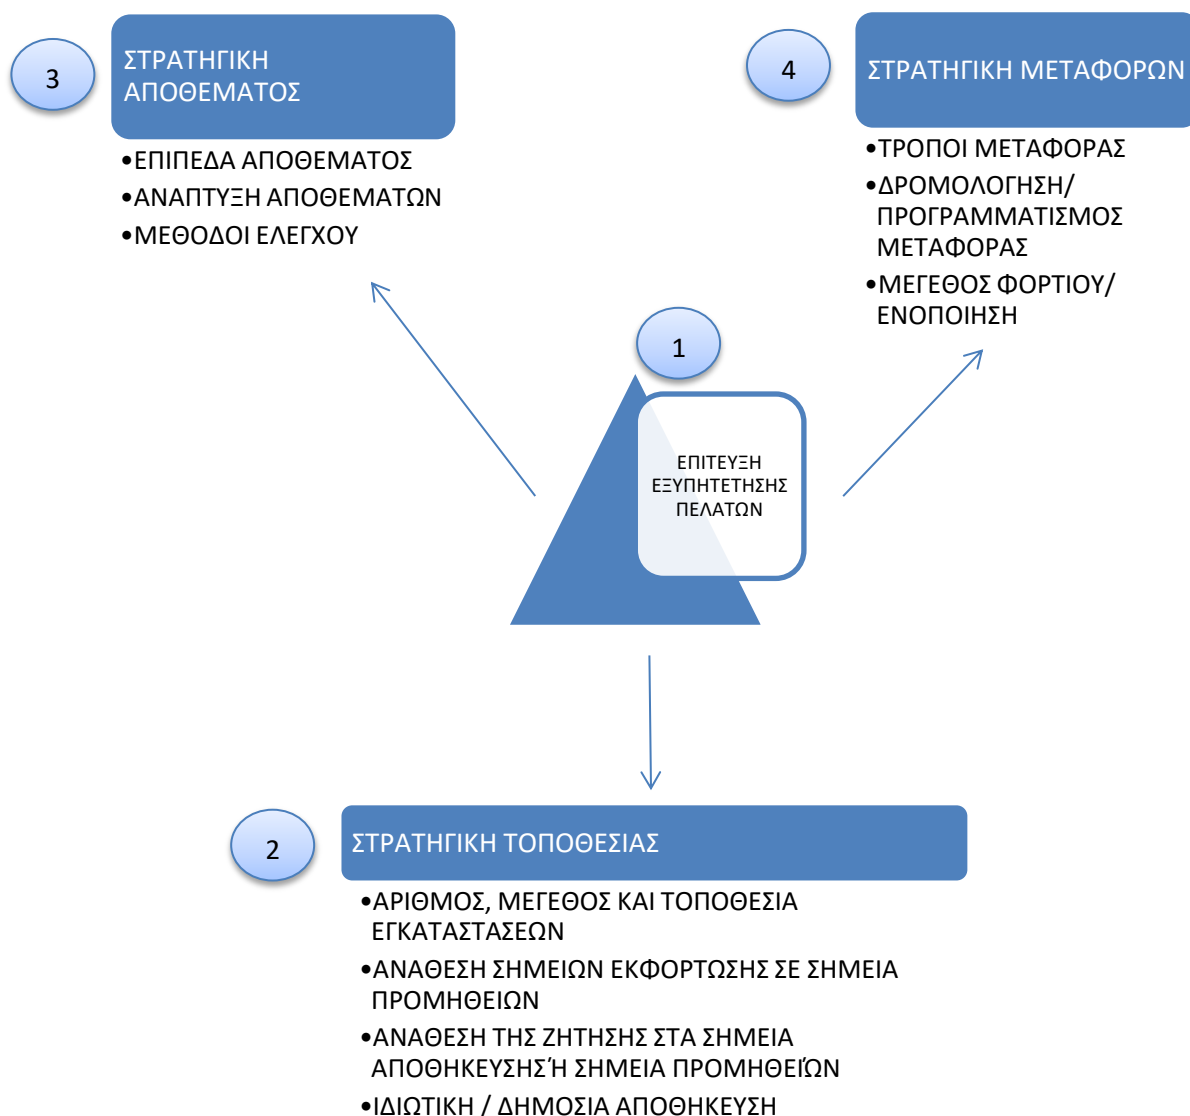 3
ΣΤΡΑΤΗΓΙΚΗ
ΑΠΟΘΕΜΑΤΟΣ
•ΕΠΙΠΕΔΑ ΑΠΟΘΕΜΑΤΟΣ
•ΑΝΑΠΤΥΞΗ ΑΠΟΘΕΜΑΤΩΝ
•ΜΕΘΟΔΟΙ ΕΛΕΓΧΟΥ
4
ΣΤΡΑΤΗΓΙΚΗ ΜΕΤΑΦΟΡΩΝ
•ΤΡΟΠΟΙ ΜΕΤΑΦΟΡΑΣ
•ΔΡΟΜΟΛΟΓΗΣΗ/
ΠΡΟΓΡΑΜΜΑΤΙΣΜΟΣ
ΜΕΤΑΦΟΡΑΣ
•ΜΕΓΕΘΟΣ ΦΟΡΤΙΟΥ/
ΕΝΟΠΟΙΗΣΗ
1
ΕΠΙΤΕΥΞΗ
ΕΞΥΠΗΤΕΤΗΣΗΣ
ΠΕΛΑΤΩΝ
2
ΣΤΡΑΤΗΓΙΚΗ ΤΟΠΟΘΕΣΙΑΣ
•ΑΡΙΘΜΟΣ, ΜΕΓΕΘΟΣ ΚΑΙ ΤΟΠΟΘΕΣΙΑ
ΕΓΚΑΤΑΣΤΑΣΕΩΝ
•ΑΝΑΘΕΣΗ ΣΗΜΕΙΩΝ ΕΚΦΟΡΤΩΣΗΣ ΣΕ ΣΗΜΕΙΑ
ΠΡΟΜΗΘΕΙΩΝ
•ΑΝΑΘΕΣΗ ΤΗΣ ΖΗΤΗΣΗΣ ΣΤΑ ΣΗΜΕΙΑ
ΑΠΟΘΗΚΕΥΣΗΣ Ή ΣΗΜΕΙΑ ΠΡΟΜΗΘΕΙΏΝ
•ΙΔΙΩΤΙΚΗ / ΔΗΜΟΣΙΑ ΑΠΟΘΗΚΕΥΣΗ